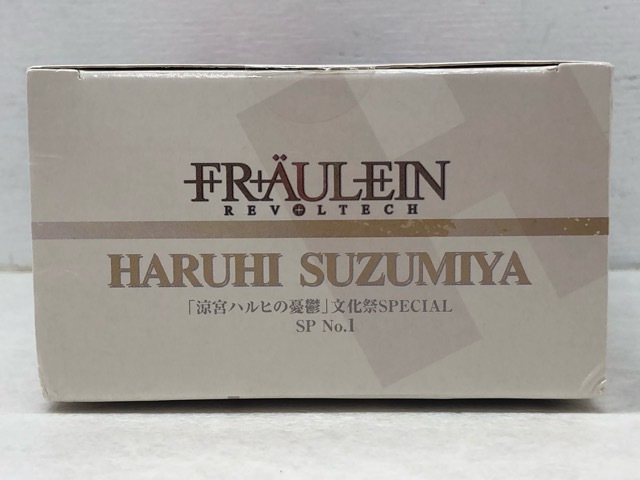 FRÄULEIN
REVOLTECH
HARUHI SUZUMIYA
「涼宮ハルヒの憂鬱」文化祭SPECIAL
SP No.1